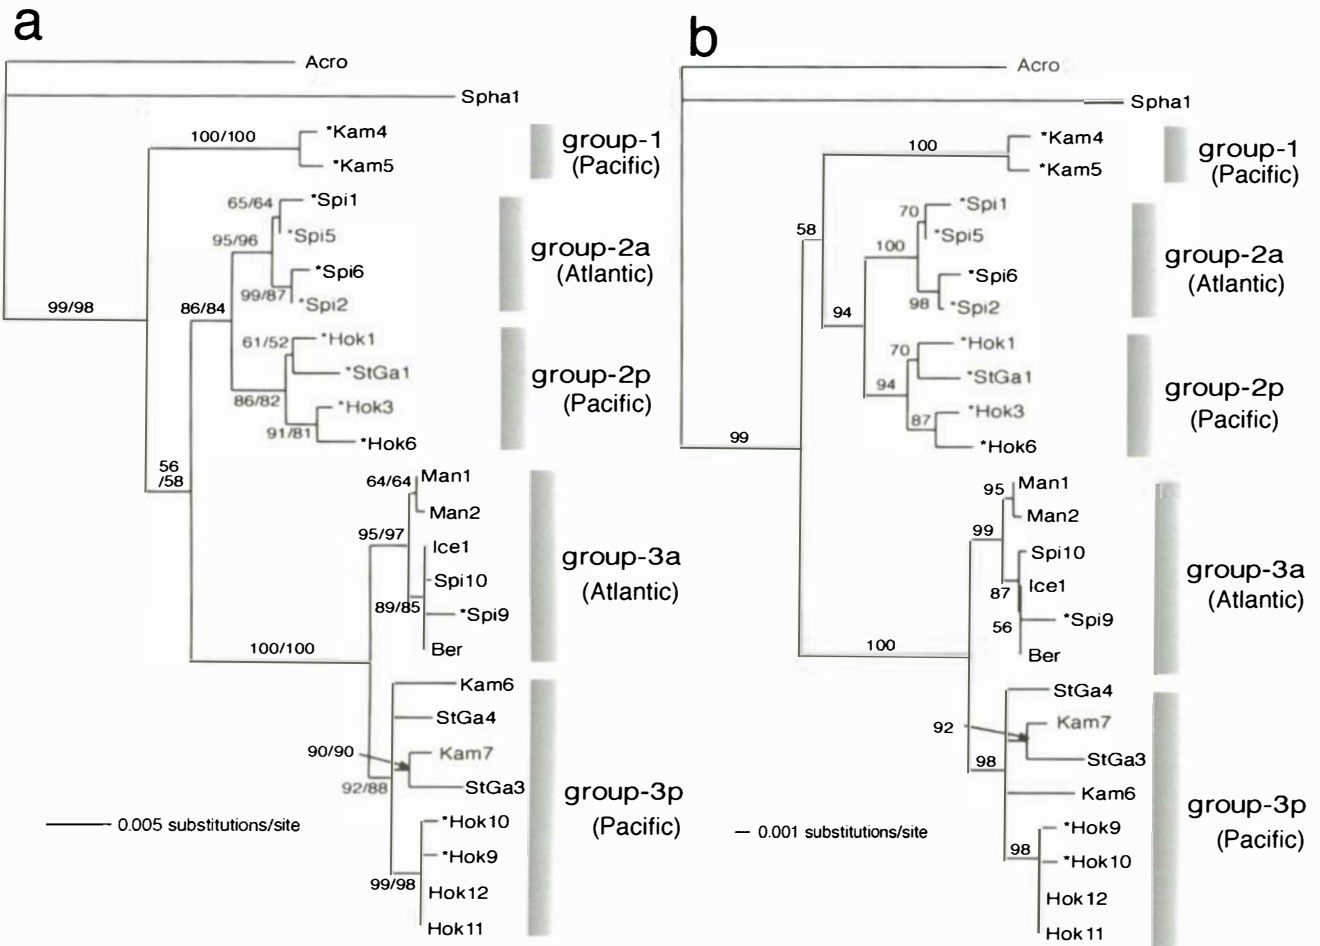 a
Acro
Spha1
100/100
*Kam4
*Kam5
group-1
(Pacific)
65/64
*Spi1
95/96
*Spi5
*Spi6
99/87
*Spi2
group-2a
(Atlantic)
99/98
86/84
61/52
*Hok1
*StGa1
86/82
*Hok3
91/81
*Hok6
group-2p
(Pacific)
56
/58
64/64
Man1
Man2
95/97
Ice1
Spi10
89/85
*Spi9
Ber
group-3a
(Atlantic)
100/100
Kam6
StGa4
90/90
Kam7
92/88
StGa3
*Hok10
*Hok9
99/98
Hok12
Hok11
group-3p
(Pacific)
0.005 substitutions/site
b
Acro
Spha1
100
*Kam4
*Kam5
group-1
(Pacific)
58
70
*Spi1
*Spi5
100
*Spi6
98
*Spi2
group-2a
(Atlantic)
94
70
*Hok1
*StGa1
94
*Hok3
87
*Hok6
group-2p
(Pacific)
99
95
Man1
Man2
99
Spi10
87
Ice1
56
*Spi9
Ber
group-3a
(Atlantic)
100
StGa4
92
Kam7
98
StGa3
Kam6
*Hok9
98
*Hok10
Hok12
Hok11
group-3p
(Pacific)
0.001 substitutions/site